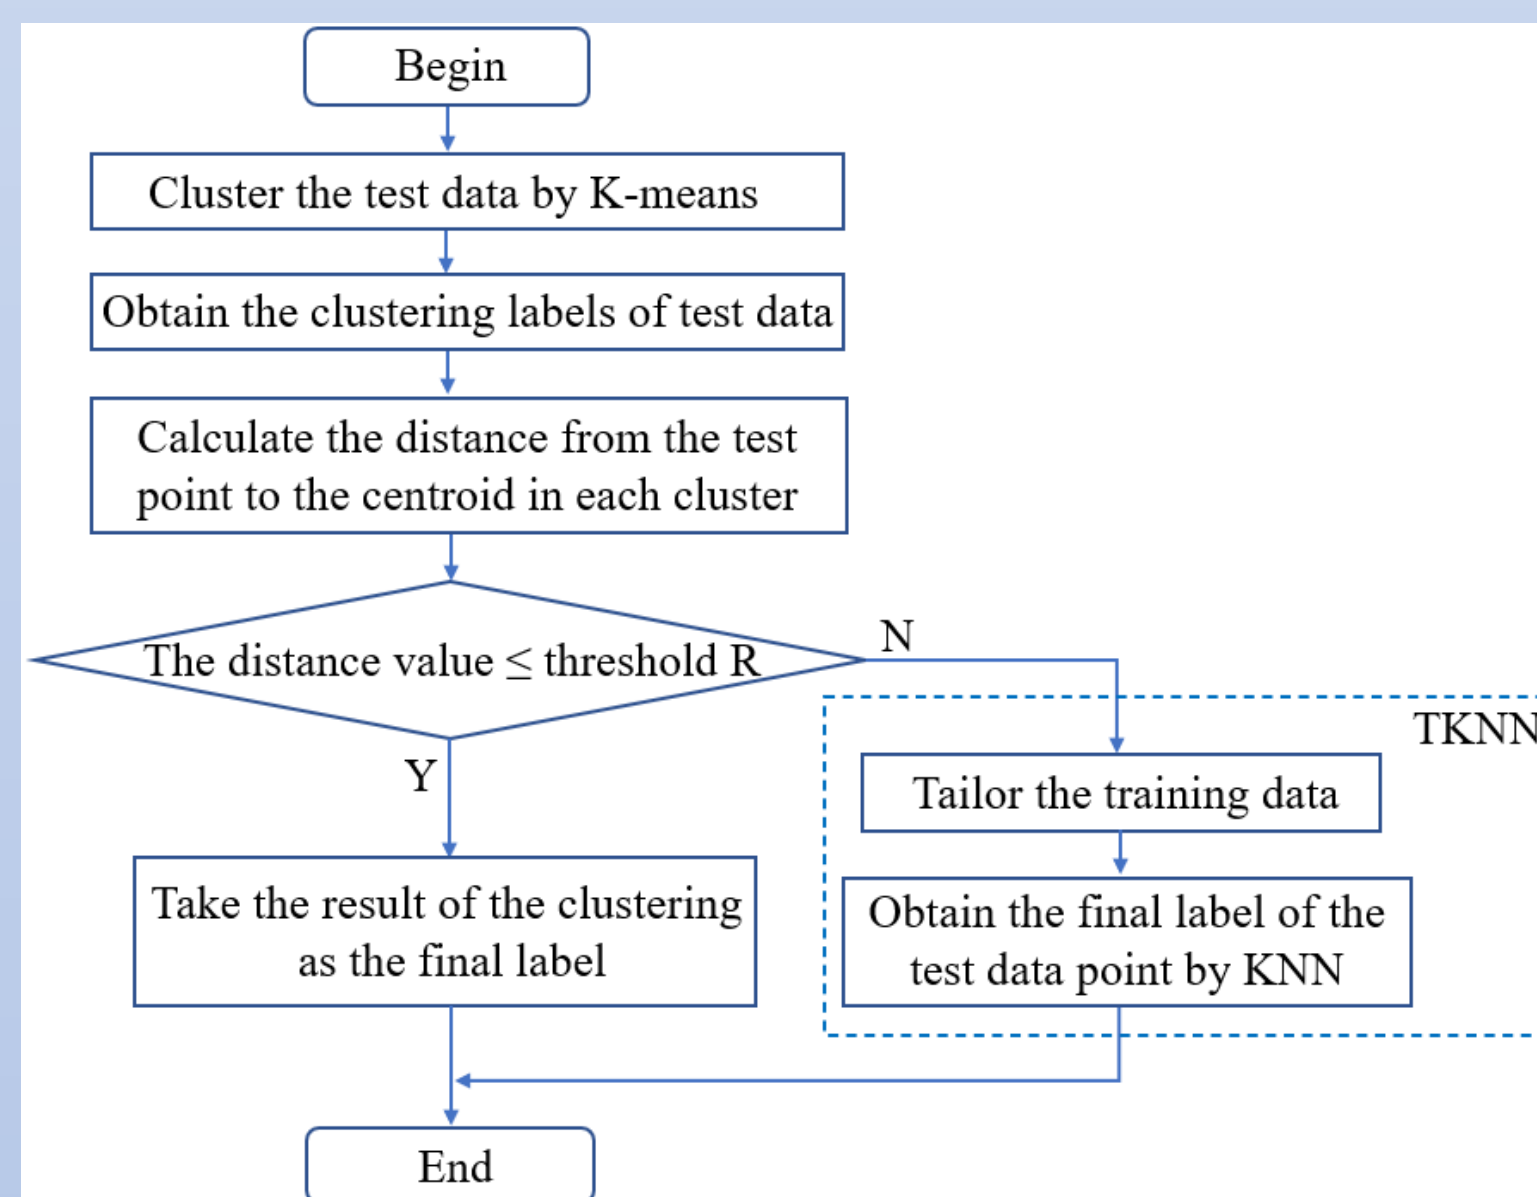 Begin
Cluster the test data by K-means
Obtain the clustering labels of test data
Calculate the distance from the test
point to the centroid in each cluster
The distance value ≤ threshold R
N
Y
TKNN
Tailor the training data
Take the result of the clustering
as the final label
Obtain the final label of the
test data point by KNN
End